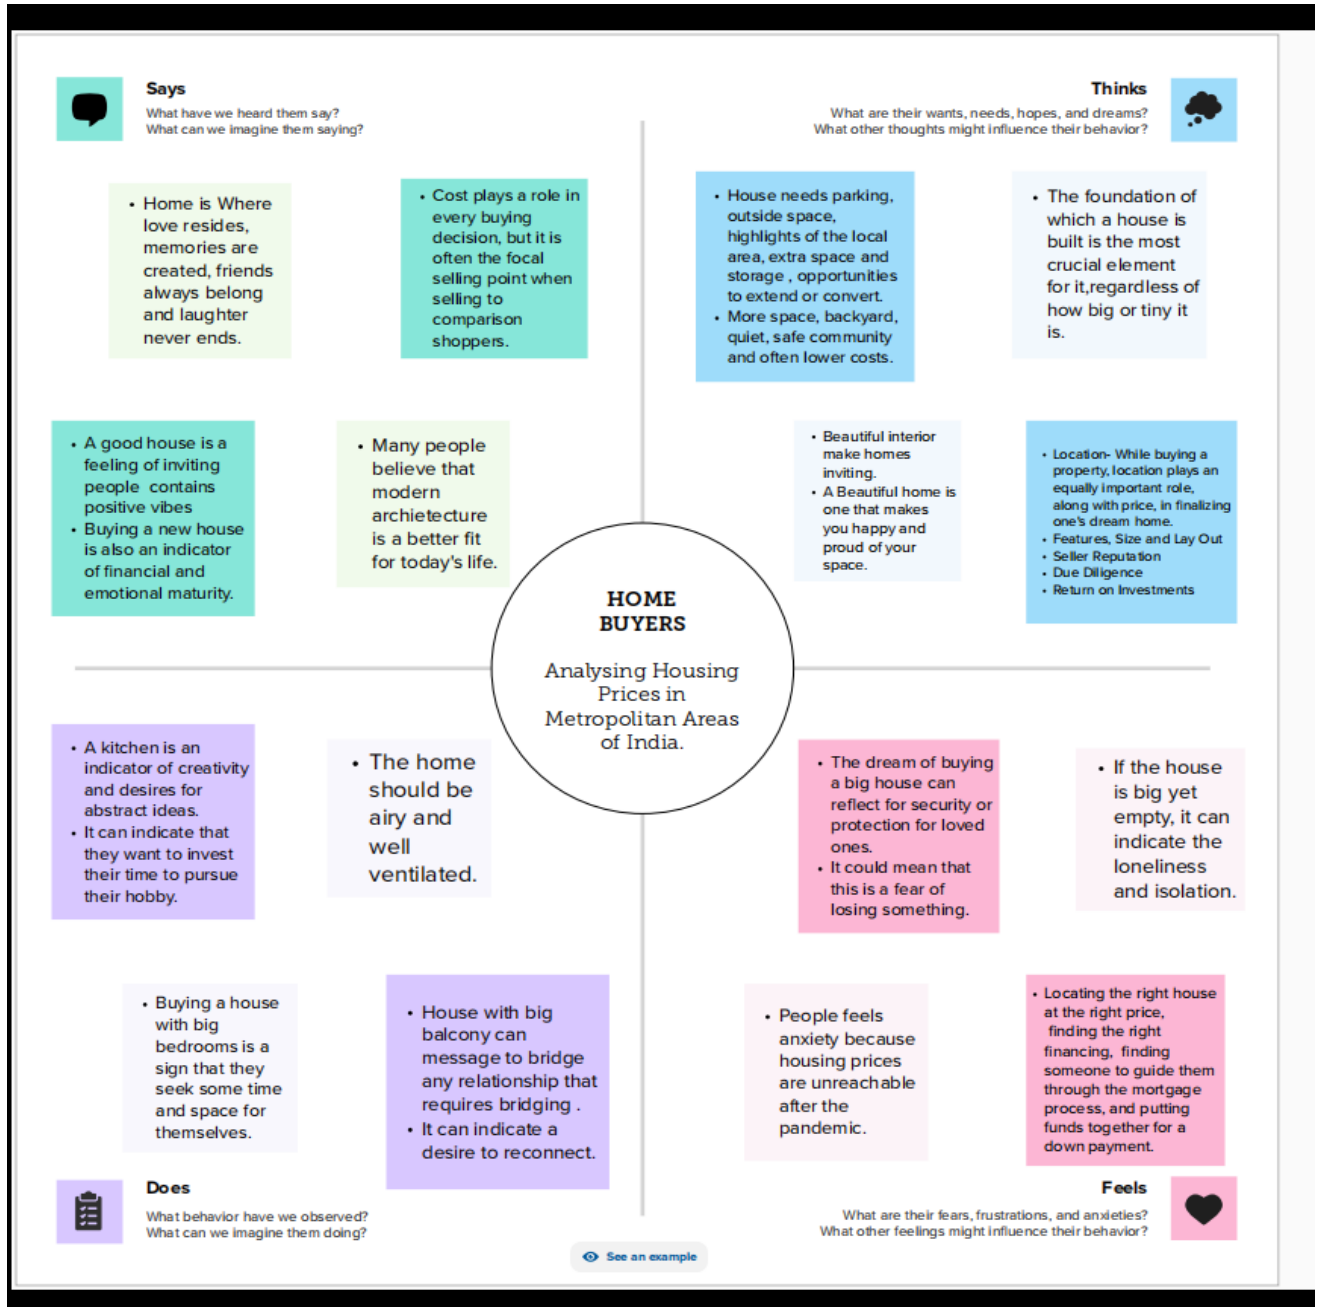 Says
What have we heard them say?
What can we imagine them saying?
Thinks
What are their wants, needs, hopes, and dreams?
What other thoughts might influence their behavior?
• Home is Where
love resides,
memories are
created, friends
always belong
and laughter
never ends.
• Cost plays a role in
every buying
decision, but it is
often the focal
selling point when
selling to
comparison
shoppers.
• House needs parking,
outside space,
highlights of the local
area, extra space and
storage , opportunities
to extend or convert.
• More space, backyard,
quiet, safe community
and often lower costs.
• The foundation of
which a house is
built is the most
crucial element
for it,regardless of
how big or tiny it
is.
• A good house is a
feeling of inviting
people contains
positive vibes
• Buying a new house
is also an indicator
of financial and
emotional maturity.
• Many people
believe that
modern
archietecture
is a better fit
for today's life.
• Beautiful interior
make homes
inviting.
• A Beautiful home is
one that makes
you happy and
proud of your
space.
• Location- While buying a
property, location plays an
equally important role,
along with price, in finalizing
one's dream home.
• Features, Size and Lay Out
• Seller Reputation
• Due Diligence
• Return on Investments
HOME
BUYERS
Analysing Housing
Prices in
Metropolitan Areas
of India.
• A kitchen is an
indicator of creativity
and desires for
abstract ideas.
• It can indicate that
they want to invest
their time to pursue
their hobby.
• The home
should be
airy and
well
ventilated.
• The dream of buying
a big house can
reflect for security or
protection for loved
ones.
• It could mean that
this is a fear of
losing something.
• If the house
is big yet
empty, it can
indicate the
loneliness
and isolation.
• Buying a house
with big
bedrooms is a
sign that they
seek some time
and space for
themselves.
• House with big
balcony can
message to bridge
any relationship that
requires bridging .
• It can indicate a
desire to reconnect.
• People feels
anxiety because
housing prices
are unreachable
after the
pandemic.
• Locating the right house
at the right price,
finding the right
financing, finding
someone to guide them
through the mortgage
process, and putting
funds together for a
down payment.
Does
What behavior have we observed?
What can we imagine them doing?
Feels
What are their fears, frustrations, and anxieties?
What other feelings might influence their behavior?
See an example